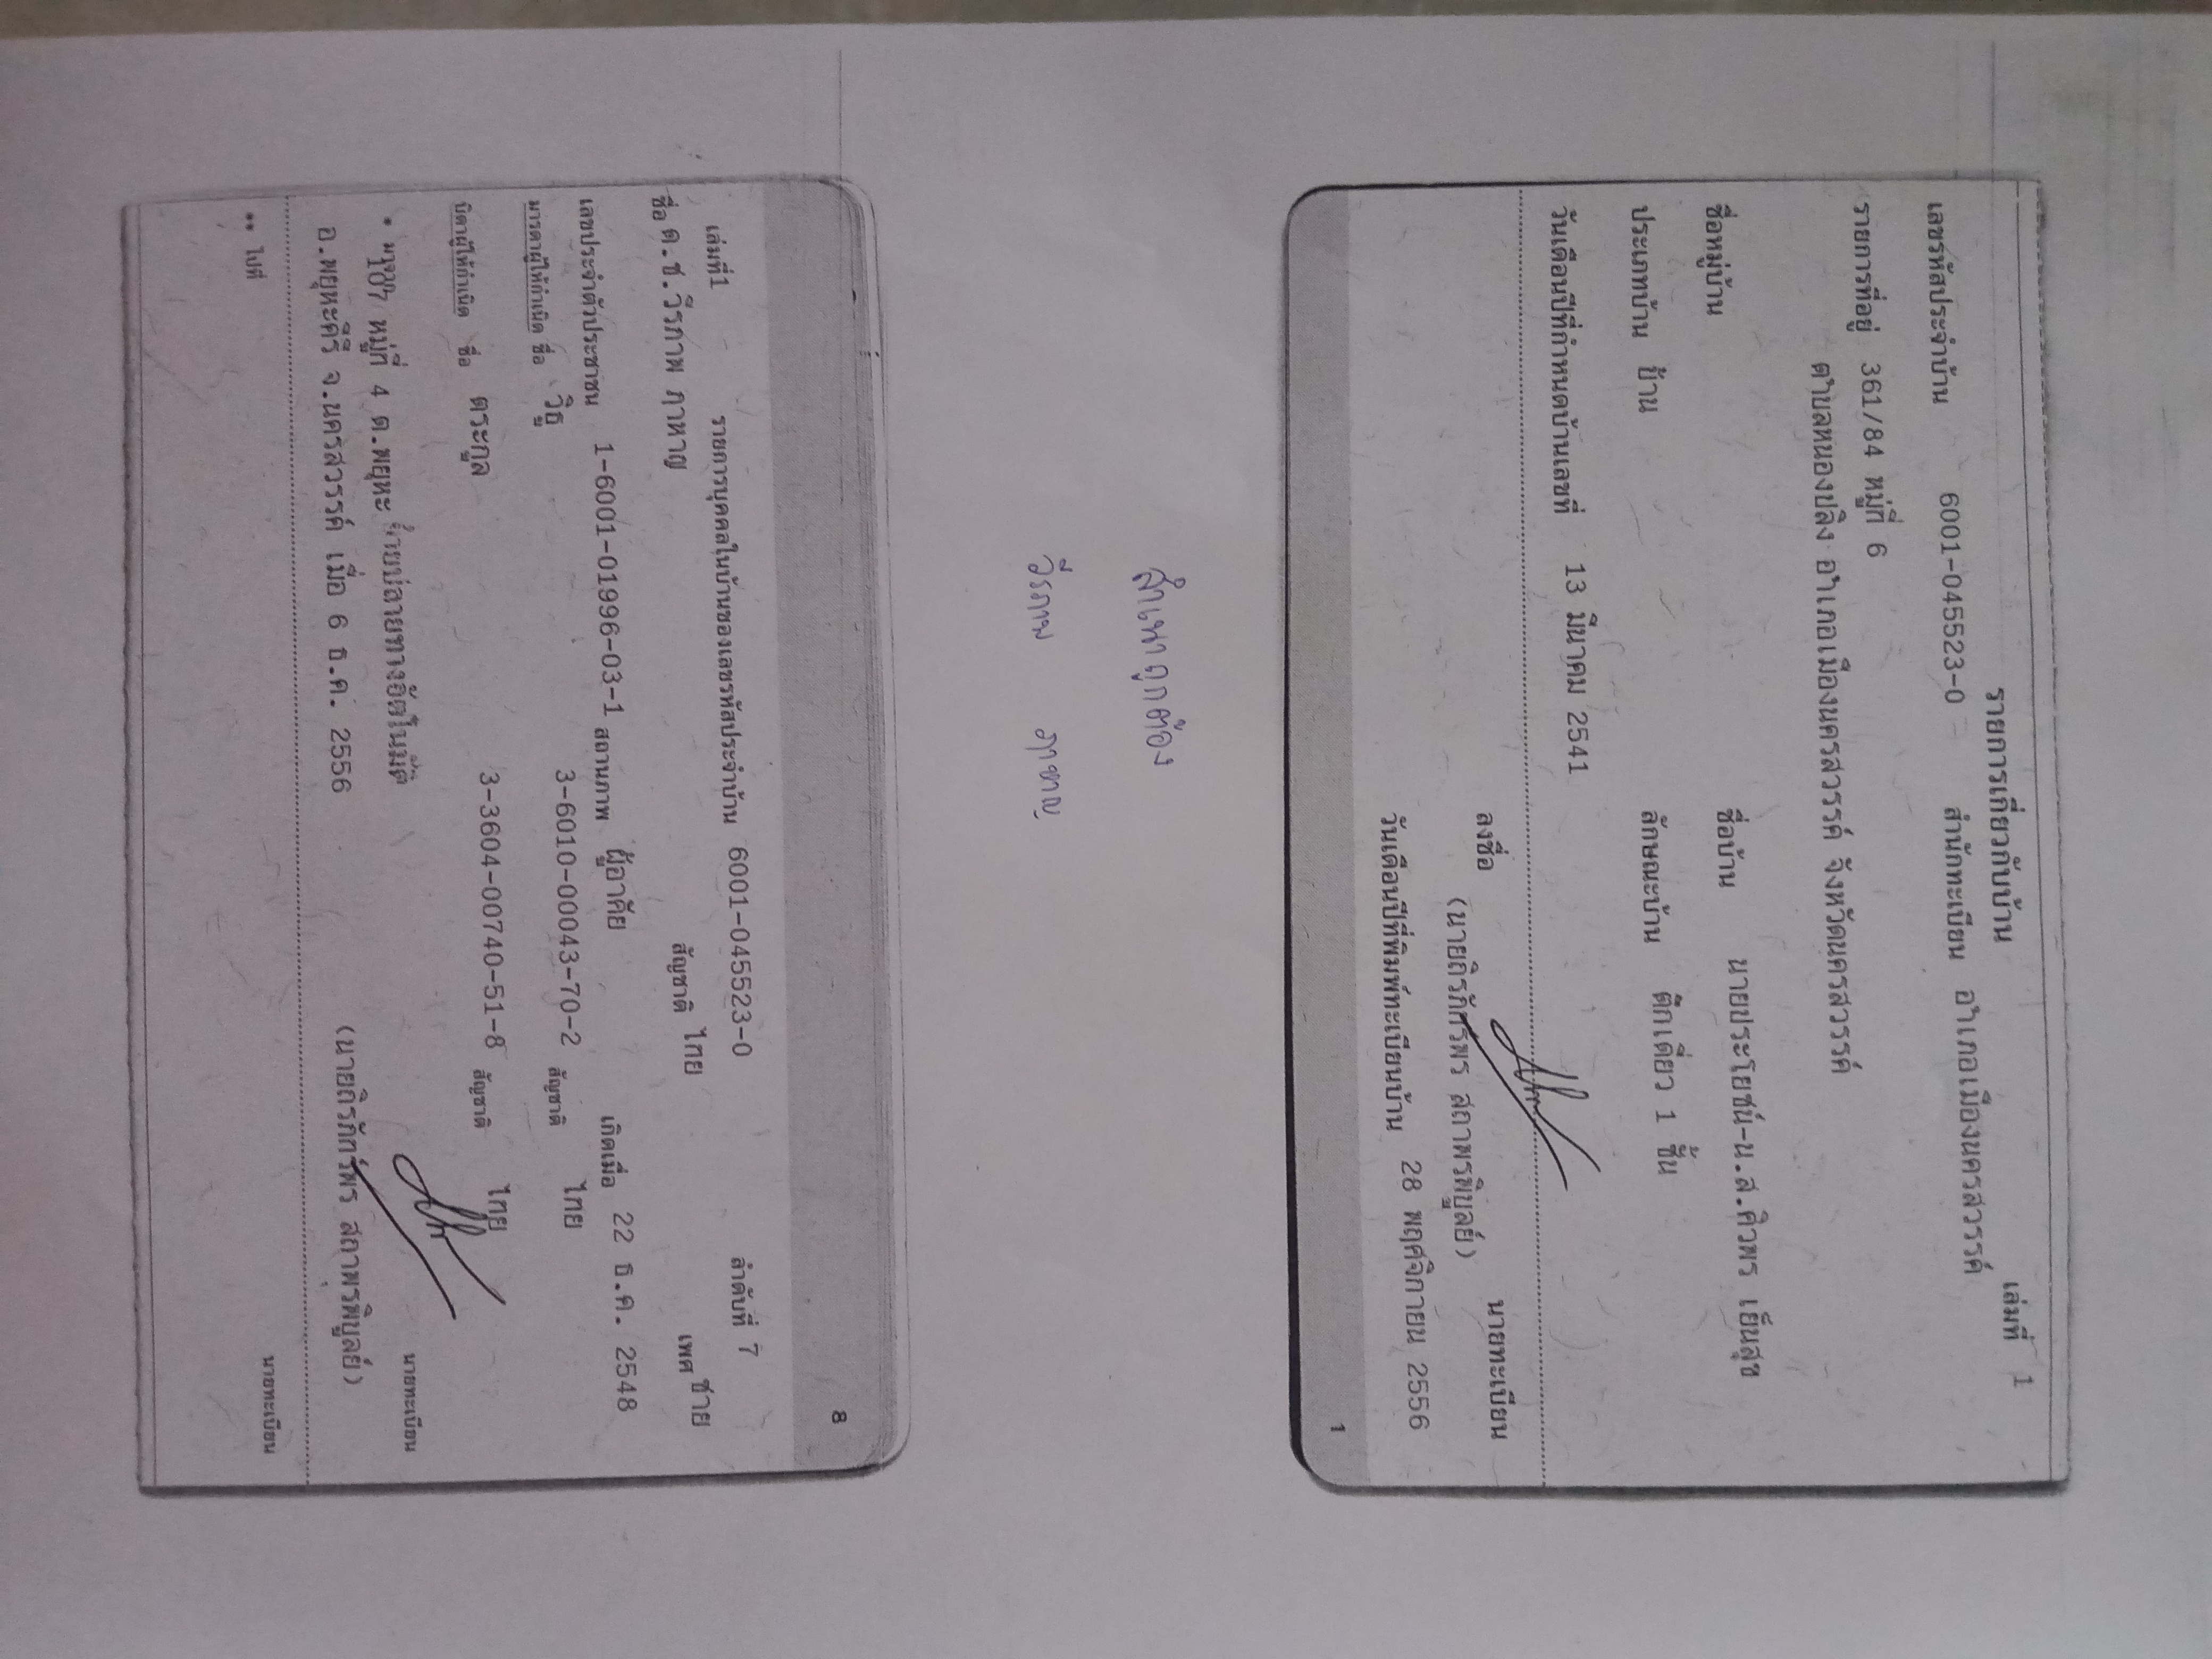 รายการเกี่ยวกับบ้าน เล่มที่ 1
เลขรหัสประจำบ้าน 6001-045523-0 สำนักทะเบียน อำเภอเมืองนครสวรรค์
รายการที่อยู่ 361/84 หมู่ที่ 6
ตำบลหนองปลิง อำเภอเมืองนครสวรรค์ จังหวัดนครสวรรค์
ชื่อหมู่บ้าน ชื่อบ้าน นายประโยชน์-น.ส.ศิวพร เย็นสุข
ประเภทบ้าน บ้าน ลักษณะบ้าน ตึกเดี่ยว 1 ชั้น
วันเดือนปีที่กำหนดบ้านเลขที่ 13 มีนาคม 2541
ลงชื่อ นายทะเบียน
(นายถิรภัทร์พร สถาพรพิบูลย์)
วันเดือนปีที่พิมพ์ทะเบียนบ้าน 28 พฤศจิกายน 2556
1
สำเนาถูกต้อง
วีรภาพ ภาหาญ
8
เล่มที่ 1 รายการบุคคลในบ้านของเลขรหัสประจำบ้าน 6001-045523-0 ลำดับที่ 7
ชื่อ ด.ช.วีรภาพ ภาหาญ สัญชาติ ไทย เพศ ชาย
เลขประจำตัวประชาชน 1-6001-01996-03-1 สถานภาพ ผู้อาศัย เกิดเมื่อ 22 ธ.ค. 2548
มารดาผู้ให้กำเนิด ชื่อ วิธู 3-6010-00043-70-2 สัญชาติ ไทย
บิดาผู้ให้กำเนิด ชื่อ ตระกูล 3-3604-00740-51-8 สัญชาติ ไทย
* มาจาก 107 หมู่ที่ 4 ต.พยุหะ ย้ายปลายทางอัตโนมัติ นายทะเบียน
อ.พยุหะคีรี จ.นครสวรรค์ เมื่อ 6 ธ.ค. 2556 (นายถิรภัทร์พร สถาพรพิบูลย์)
** ไปที่ นายทะเบียน